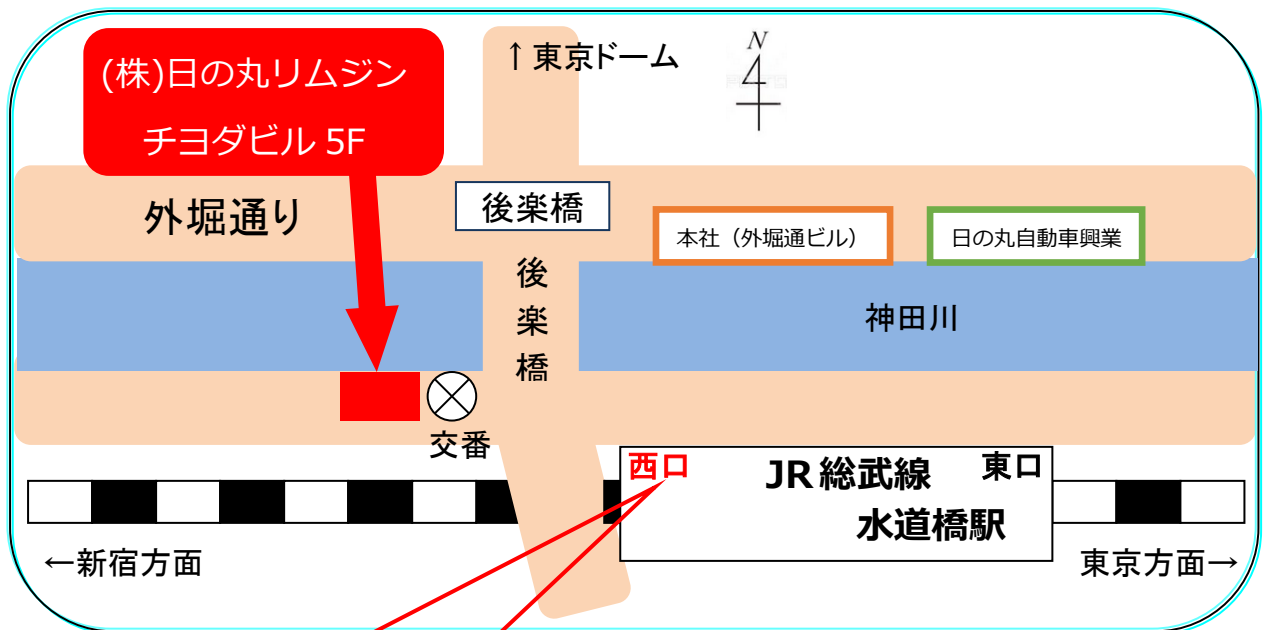 (株)日の丸リムジン
チヨダビル 5F
↑東京ドーム
N
外堀通り
後楽橋
本社（外堀通ビル）
日の丸自動車興業
後楽橋
神田川
交番
西口
JR総武線
東口
水道橋駅
←新宿方面
東京方面→